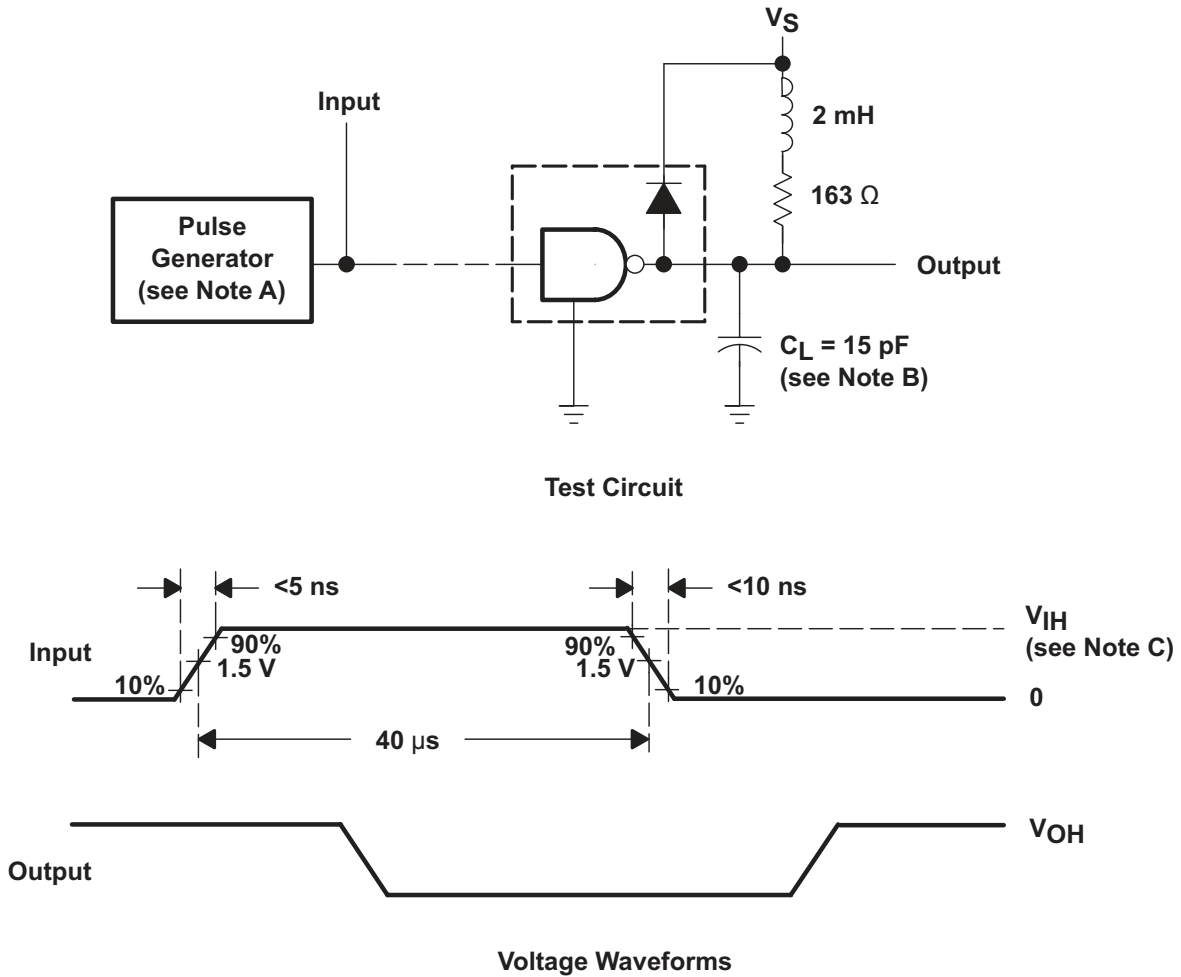 VS
Input
2 mH
163 Ω
Pulse
Generator
(see Note A)
Output
CL = 15 pF
(see Note B)
Test Circuit
<5 ns
<10 ns
VIH
(see Note C)
Input
90%
1.5 V
10%
90%
1.5 V
10%
0
40 μs
VOH
Output
Voltage Waveforms